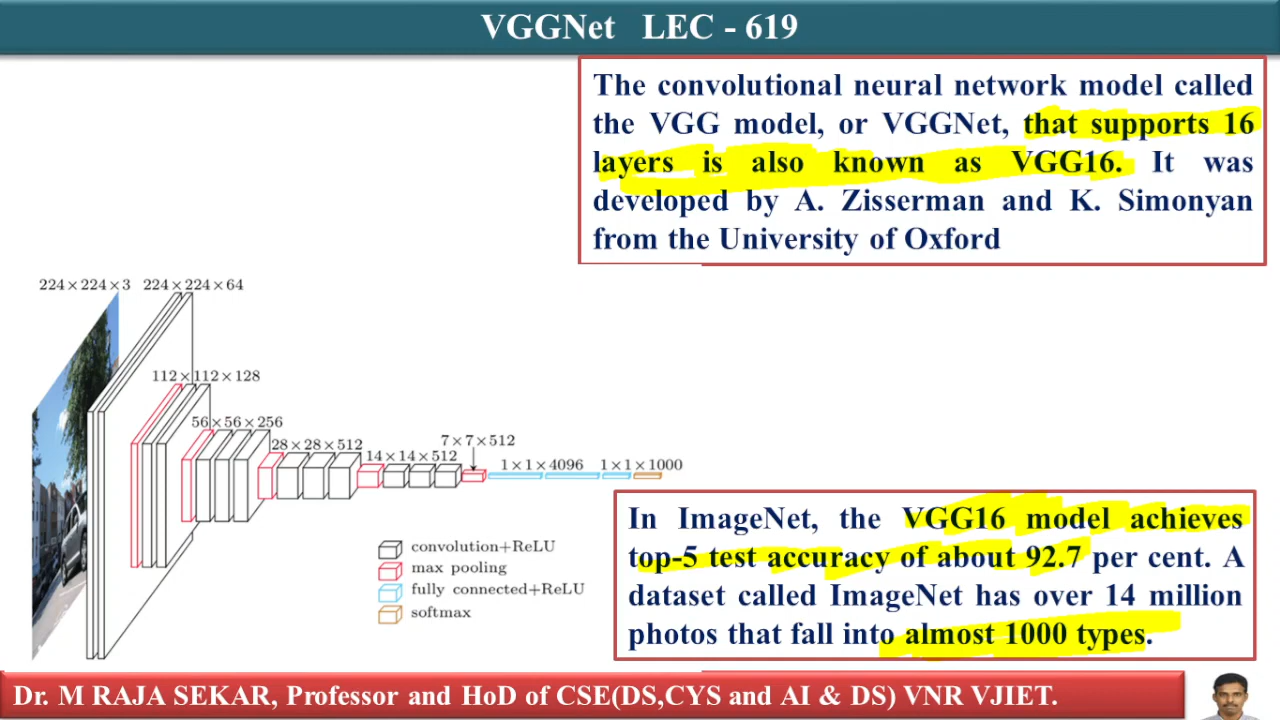 VGGNet LEC - 619
The convolutional neural network model called
the VGG model, or VGGNet, that supports 16
layers is also known as VGG16. It was
developed by A. Zisserman and K. Simonyan
from the University of Oxford
224×224×3 224×224×64
112×112×128
56×56×256
28×28×512
14×14×512
7×7×512
1×1×4096 1×1×1000
convolution+ReLU
max pooling
fully connected+ReLU
softmax
In ImageNet, the VGG16 model achieves
top-5 test accuracy of about 92.7 per cent. A
dataset called ImageNet has over 14 million
photos that fall into almost 1000 types.
Dr. M RAJA SEKAR, Professor and HoD of CSE(DS,CYS and AI & DS) VNR VJIET.